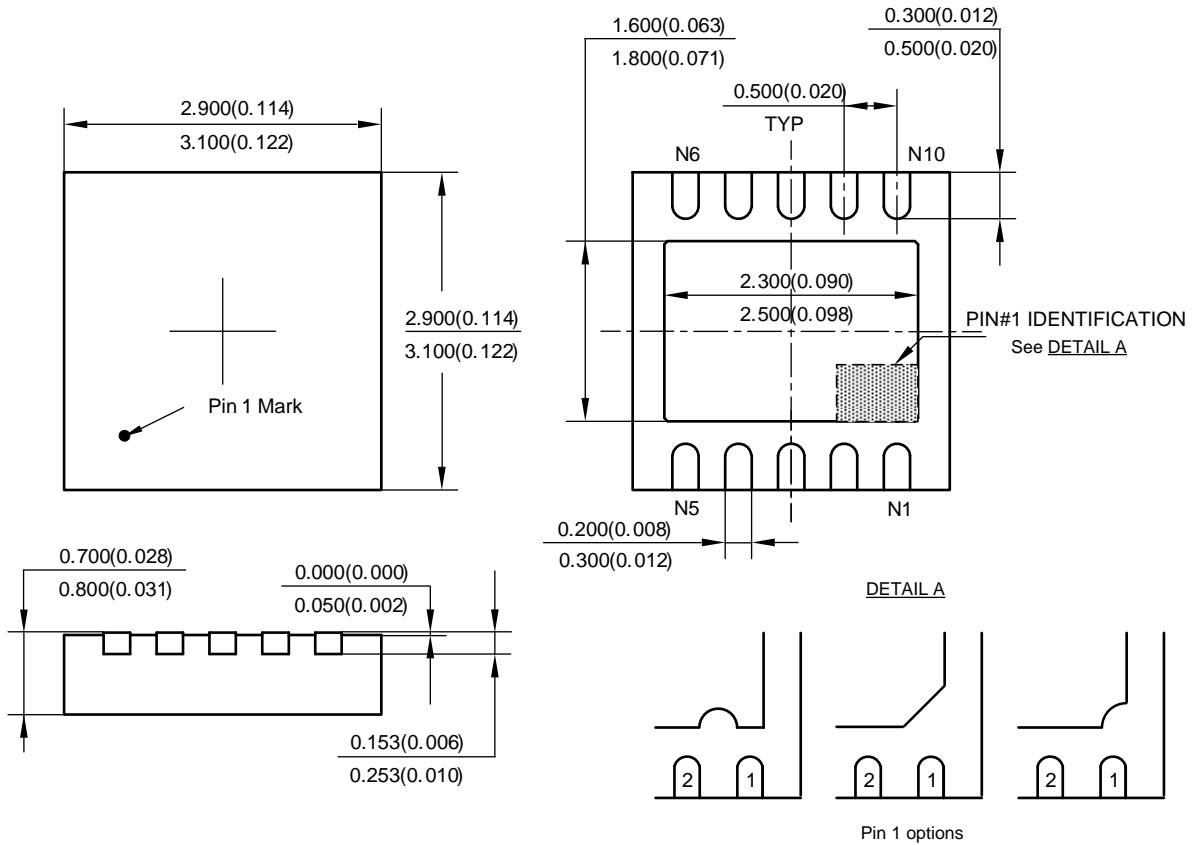 2.900(0.114)
3.100(0.122)
2.900(0.114)
3.100(0.122)
Pin 1 Mark
1.600(0.063)
1.800(0.071)
0.300(0.012)
0.500(0.020)
0.500(0.020)
TYP
N6
N10
2.300(0.090)
2.500(0.098)
PIN#1 IDENTIFICATION
See DETAIL A
N5
N1
0.200(0.008)
0.300(0.012)
0.700(0.028)
0.800(0.031)
0.000(0.000)
0.050(0.002)
0.153(0.006)
0.253(0.010)
DETAIL A
2 1
2 1
2 1
Pin 1 options